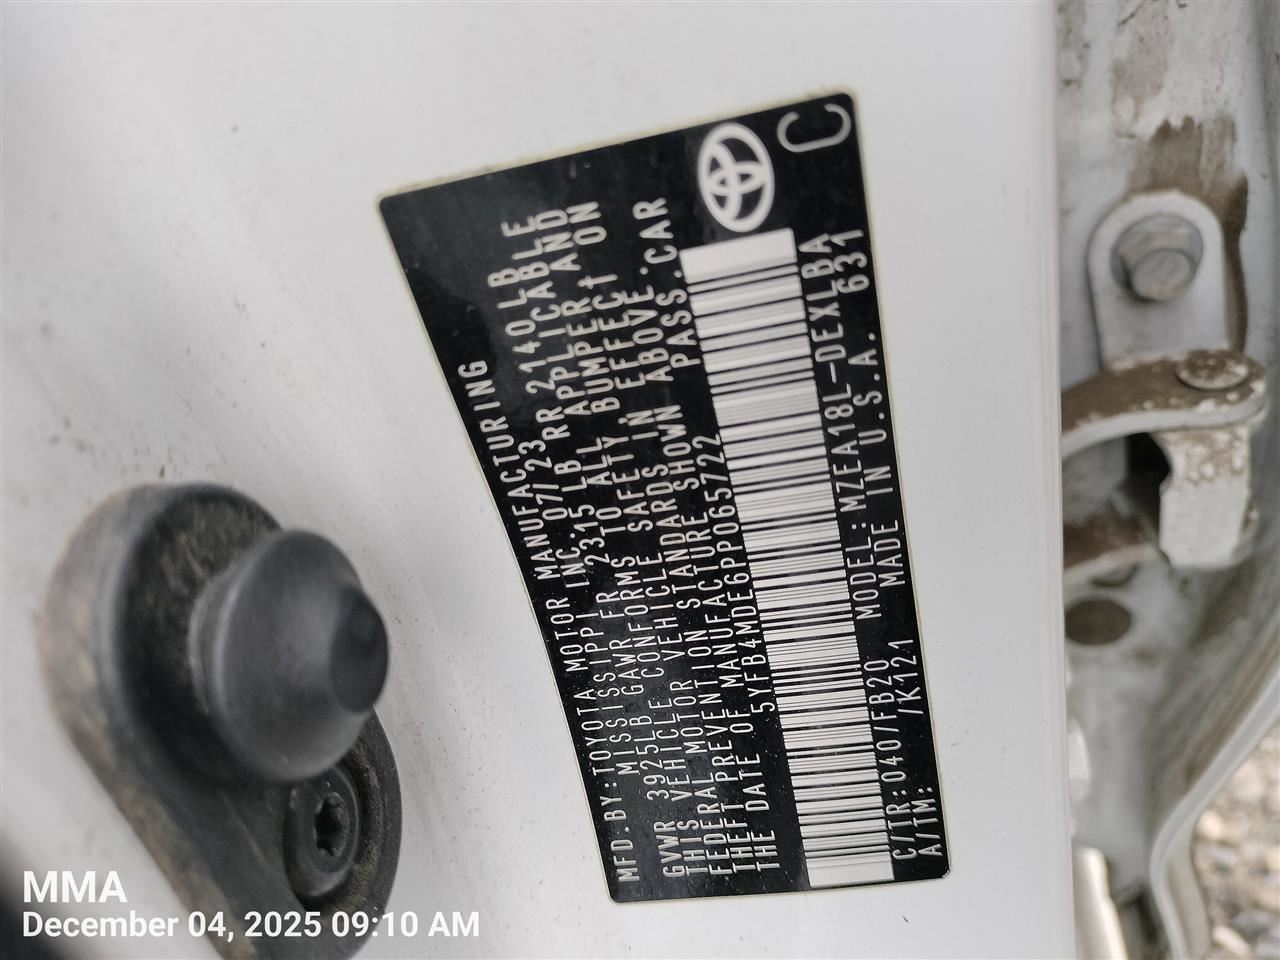 MFD.BY:TOYOTA MOTOR MANUFACTURING
MISSISSIPPI INC. 07/23
GVWR 3925LB GAWR FR 2315 LB RR 2140LB
THIS VEHICLE CONFORMS TO ALL APPLICABLE
FEDERAL MOTOR VEHICLE SAFETY, BUMPER, AND
THEFT PREVENTION STANDARDS IN EFFECT ON
THE DATE OF MANUFACTURE SHOWN ABOVE.
5YFB4MDE6PP065722 PASS.CAR
C/TR:040/FB20 MODEL:MZEA18L-DEXLBA
A/TM: /K121 MADE IN U.S.A. 631
C
MMA
December 04, 2025 09:10 AM